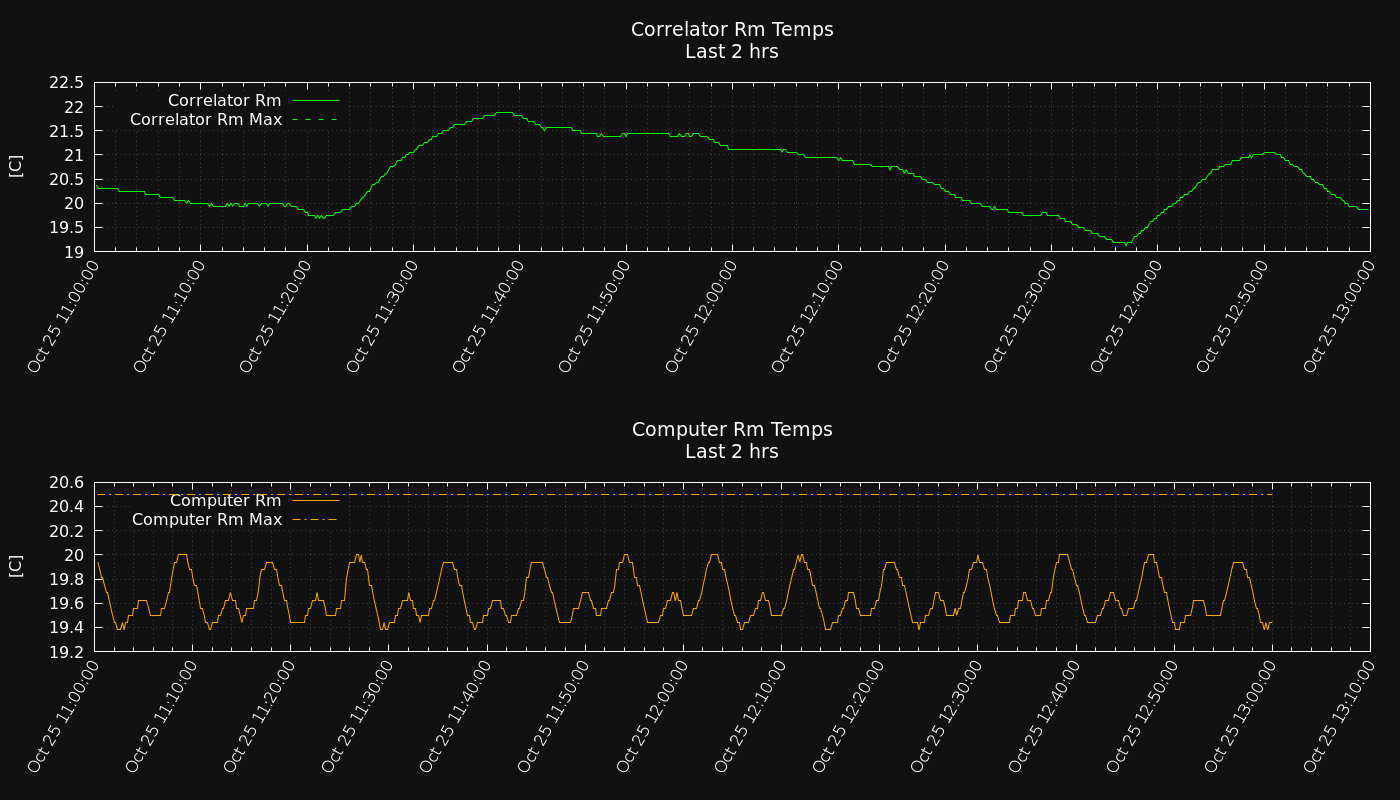 Correlator Rm Temps
Last 2 hrs
22.5
22
21.5
21
20.5
20
19.5
19
[C]
Correlator Rm
Correlator Rm Max
Oct 25 11:00:00
Oct 25 11:10:00
Oct 25 11:20:00
Oct 25 11:30:00
Oct 25 11:40:00
Oct 25 11:50:00
Oct 25 12:00:00
Oct 25 12:10:00
Oct 25 12:20:00
Oct 25 12:30:00
Oct 25 12:40:00
Oct 25 12:50:00
Oct 25 13:00:00
Computer Rm Temps
Last 2 hrs
20.6
20.4
20.2
20
19.8
19.6
19.4
19.2
[C]
Computer Rm
Computer Rm Max
Oct 25 11:00:00
Oct 25 11:10:00
Oct 25 11:20:00
Oct 25 11:30:00
Oct 25 11:40:00
Oct 25 11:50:00
Oct 25 12:00:00
Oct 25 12:10:00
Oct 25 12:20:00
Oct 25 12:30:00
Oct 25 12:40:00
Oct 25 12:50:00
Oct 25 13:00:00
Oct 25 13:10:00